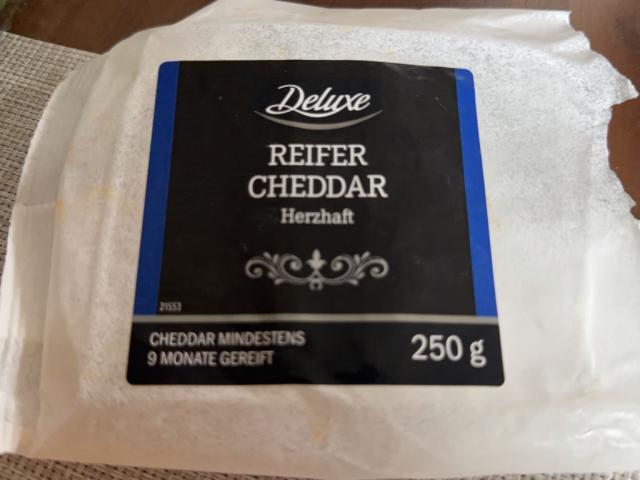 Deluxe
REIFER
CHEDDAR
Herzhaft
21553
CHEDDAR MINDESTENS
9 MONATE GEREIFT
250 g